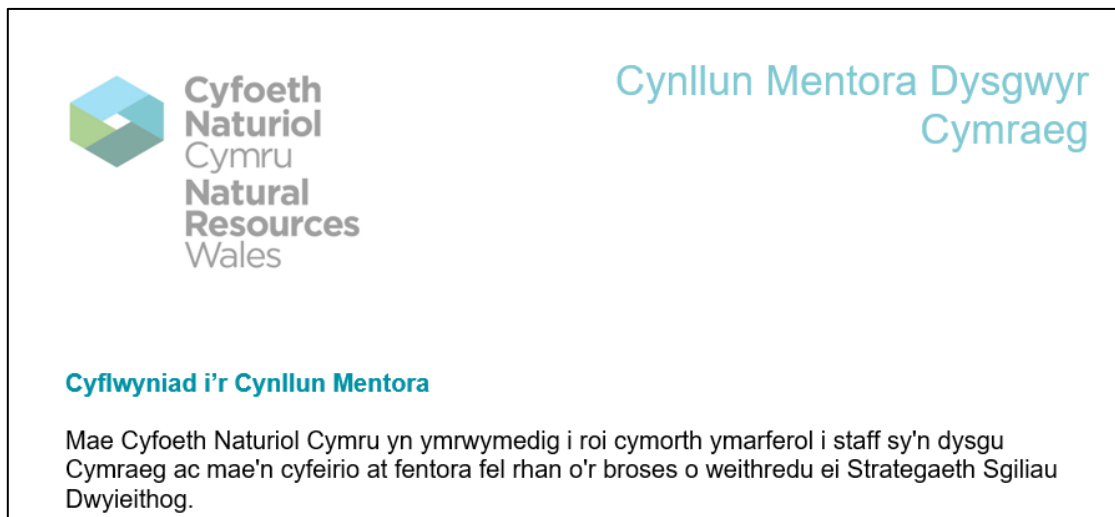 Cyfoeth
Naturiol
Cymru
Natural
Resources
Wales
Cynllun Mentora Dysgwyr
Cymraeg
Cyflwyniad i’r Cynllun Mentora
Mae Cyfoeth Naturiol Cymru yn ymrwymedig i roi cymorth ymarferol i staff sy'n dysgu
Cymraeg ac mae'n cyfeirio at fentora fel rhan o'r broses o weithredu ei Strategaeth Sgiliau
Dwyieithog.